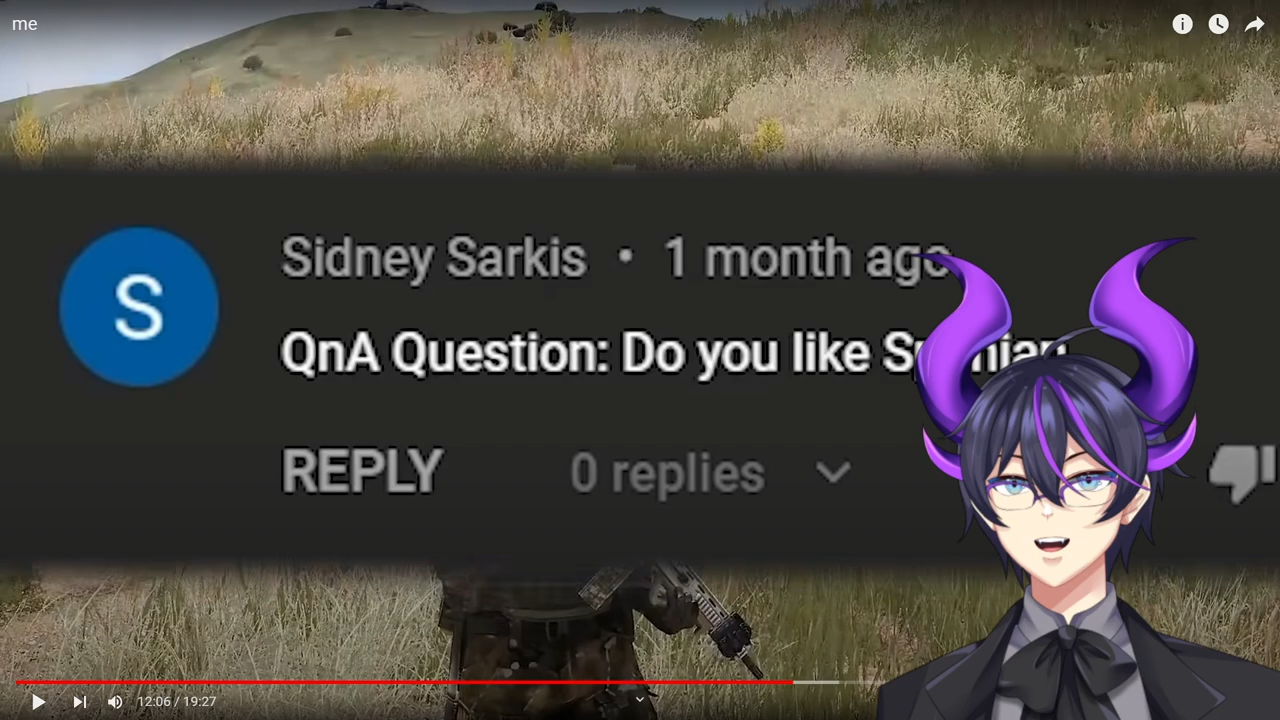 me
S
Sidney Sarkis • 1 month ago
QnA Question: Do you like
REPLY 0 replies
12:06 / 19:27